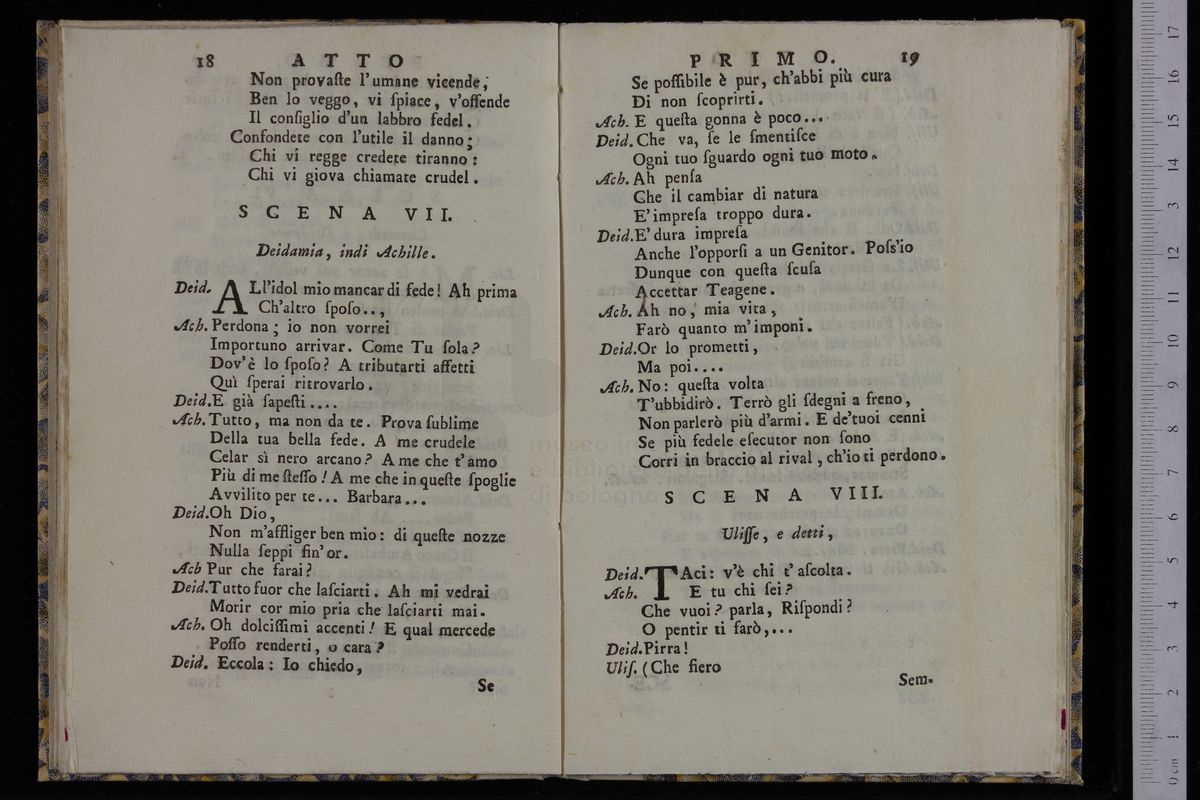 18 ATTO
Non provaſte l'umane vicende;
Ben lo veggo, vi ſpiace, v'offende
Il conſiglio d'un labbro fedel.
Confondete con l'utile il danno;
Chi vi regge credete tiranno:
Chi vi giova chiamate crudel.
SCENA VII.
Deidamia, indi Achille.
Deid. ALl'idol mio mancar di fede! Ah prima
Ch'altro ſpoſo..,
Ach. Perdona; io non vorrei
Importuno arrivar. Come Tu ſola?
Dov'è lo ſpoſo? A tributarti affetti
Quì ſperai ritrovarlo.
Deid. E già ſapeſti....
Ach. Tutto, ma non da te. Prova ſublime
Della tua bella fede. A me crudele
Celar sì nero arcano? A me che t'amo
Più di me ſteſſo! A me che in queſte ſpoglie
Avvilito per te... Barbara...
Deid. Oh Dio,
Non m'affliger ben mio: di queſte nozze
Nulla ſeppi fin'or.
Ach Pur che farai?
Deid. Tutto fuor che laſciarti. Ah mi vedrai
Morir cor mio pria che laſciarti mai.
Ach. Oh dolciſſimi accenti! E qual mercede
Poſſo renderti, o cara?
Deid. Eccola: Io chiedo,
Se
PRIMO. 19
Se poſſibile è pur, ch'abbi più cura
Di non ſcoprirti.
Ach. E queſta gonna è poco...
Deid. Che va, ſe le ſmentiſce
Ogni tuo ſguardo ogni tuo moto.
Ach. Ah penſa
Che il cambiar di natura
E' impreſa troppo dura.
Deid. E' dura impreſa
Anche l'opporſi a un Genitor. Poſs'io
Dunque con queſta ſcuſa
Accettar Teagene.
Ach. Ah no, mia vita,
Farò quanto m'imponi.
Deid. Or lo prometti,
Ma poi....
Ach. No: queſta volta
T'ubbidirò. Terrò gli ſdegni a freno,
Non parlerò più d'armi. E de'tuoi cenni
Se più fedele eſecutor non ſono
Corri in braccio al rival, ch'io ti perdono.
SCENA VIII.
Uliſſe, e detti,
Deid. TAci: v'è chi t'aſcolta.
Ach. E tu chi ſei?
Che vuoi? parla, Riſpondi?
O pentir ti farò,...
Deid. Pirra!
Uliſ. (Che fiero
Sem-